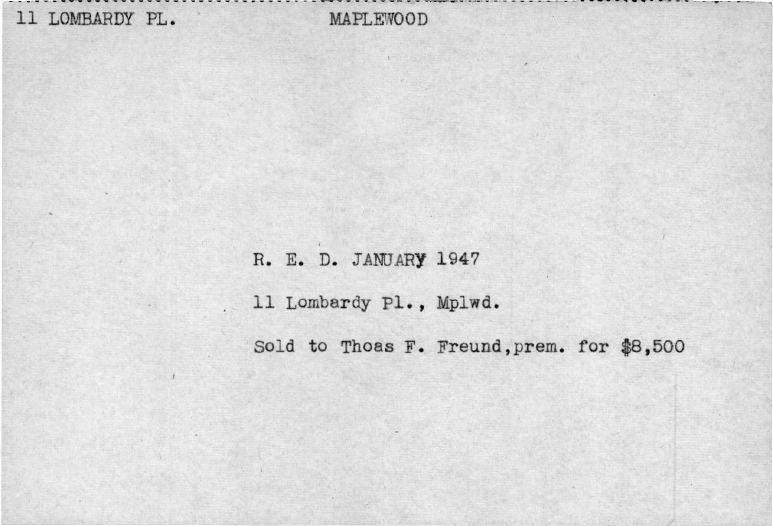 11 LOMBARDY PL. MAPLEWOOD
R. E. D. JANUARY 1947
11 Lombardy Pl., Mplwd.
Sold to Thoas F. Freund,prem. for $8,500